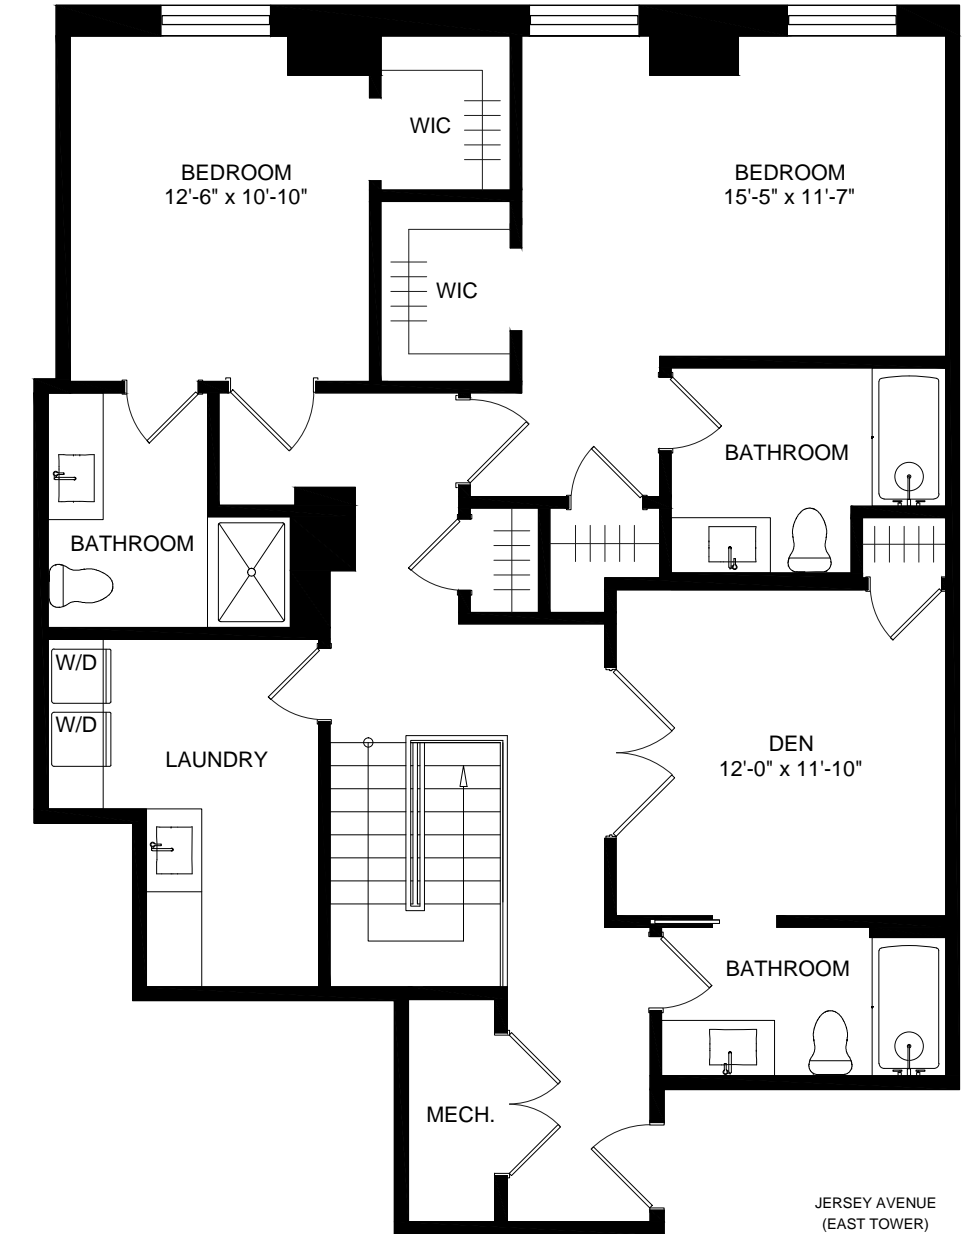 WIC
BEDROOM
12'-6" x 10'-10"
BEDROOM
15'-5" x 11'-7"
WIC
BATHROOM
BATHROOM
W/D
W/D
LAUNDRY
DEN
12'-0" x 11'-10"
BATHROOM
MECH.
JERSEY AVENUE
(EAST TOWER)